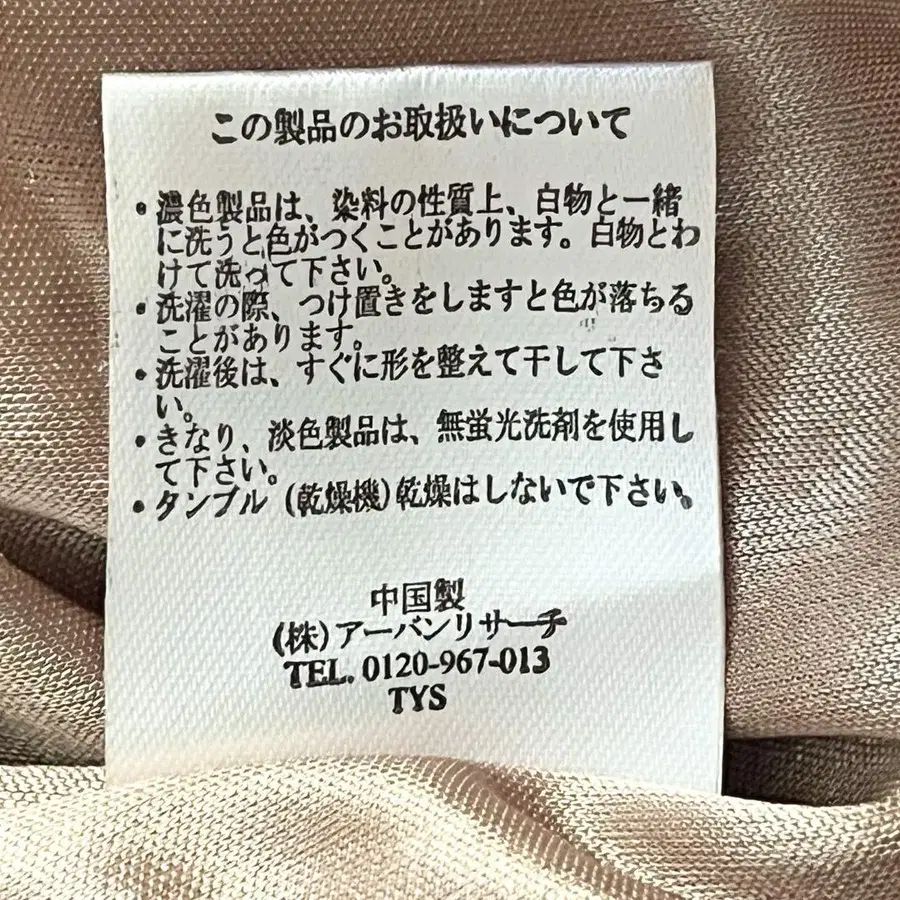 この製品のお取扱いについて
・濃色製品は、染料の性質上、白物と一緒
に洗うと色がつくことがあります。白物とわ
けて洗って下さい。
・洗濯の際、つけ置きをしますと色が落ちる
ことがあります。
・洗濯後は、すぐに形を整えて干して下さ
い。
・きなり、淡色製品は、無蛍光洗剤を使用し
て下さい。
・タンブル(乾燥機)乾燥はしないで下さい。
中国製
(株)アーバンリサーチ
TEL. 0120-967-013
TYS